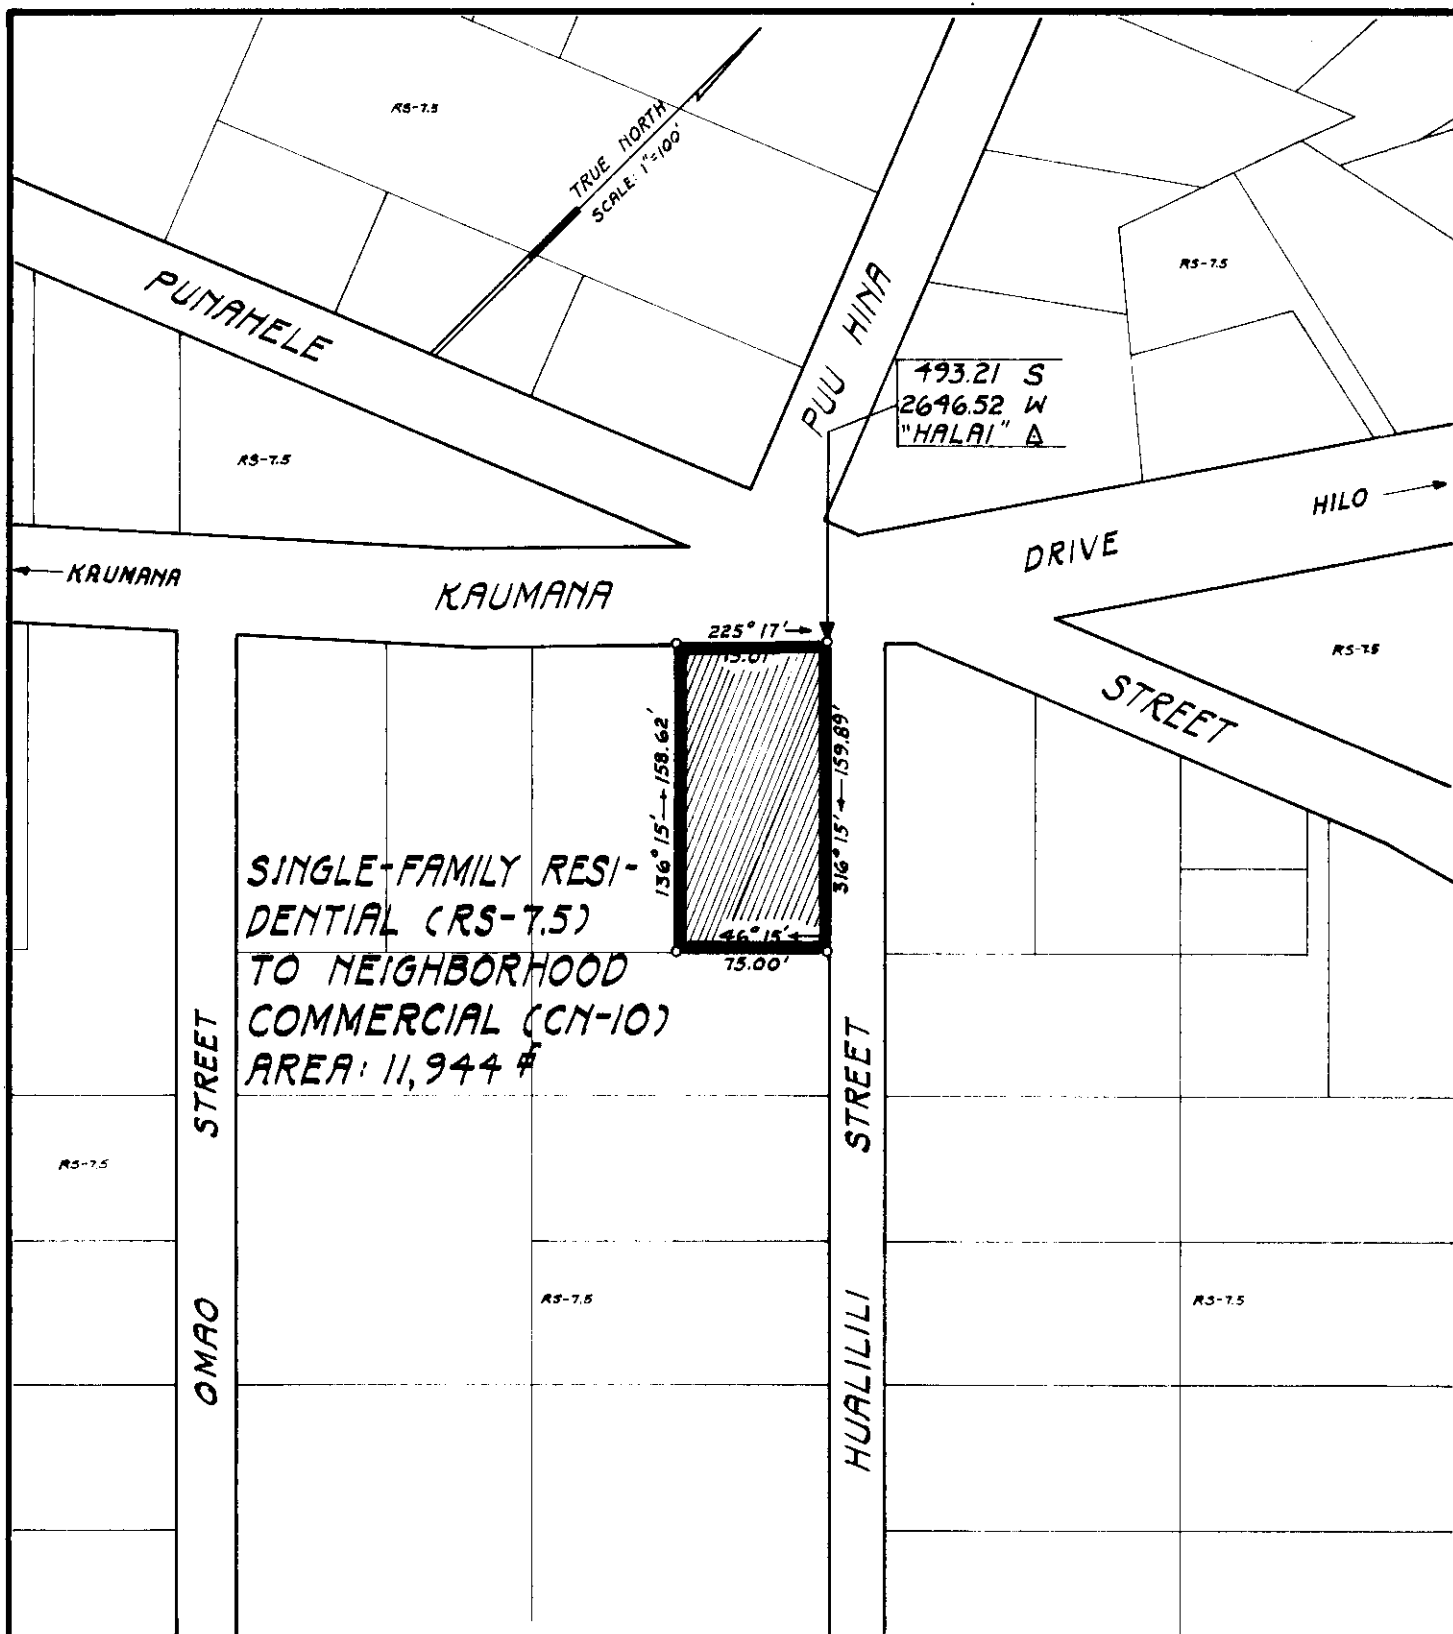 RS-7.5
TRUE NORTH
SCALE: 1"=100'
RS-7.5
PUNAHELE
PUU HINA
493.21 S
2646.52 W
"HALAI" Δ
RS-7.5
HILO
DRIVE
KAUMANA
KAUMANA
225° 17'
75.01'
RS-7.5
STREET
136° 15' 158.62'
316° 15' 159.89'
46° 15'
75.00'
SINGLE-FAMILY RESI-
DENTIAL (RS-7.5)
TO NEIGHBORHOOD
COMMERCIAL (CN-10)
AREA: 11,944
OMAO STREET
HUALILILI STREET
RS-7.5
RS-7.5
RS-7.5